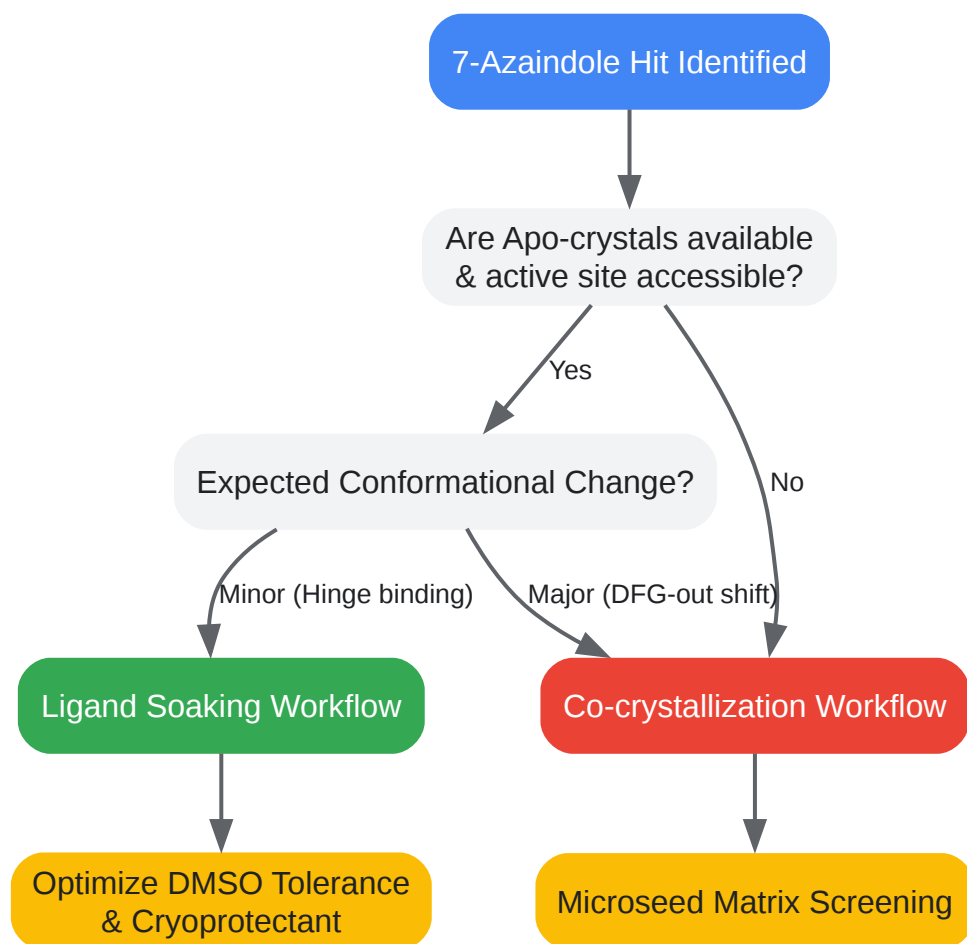 7-Azaindole Hit Identified
Are Apo-crystals available
& active site accessible?
Yes
Expected Conformational Change?
No
Minor (Hinge binding)
Major (DFG-out shift)
Ligand Soaking Workflow
Co-crystallization Workflow
Optimize DMSO Tolerance
& Cryoprotectant
Microseed Matrix Screening